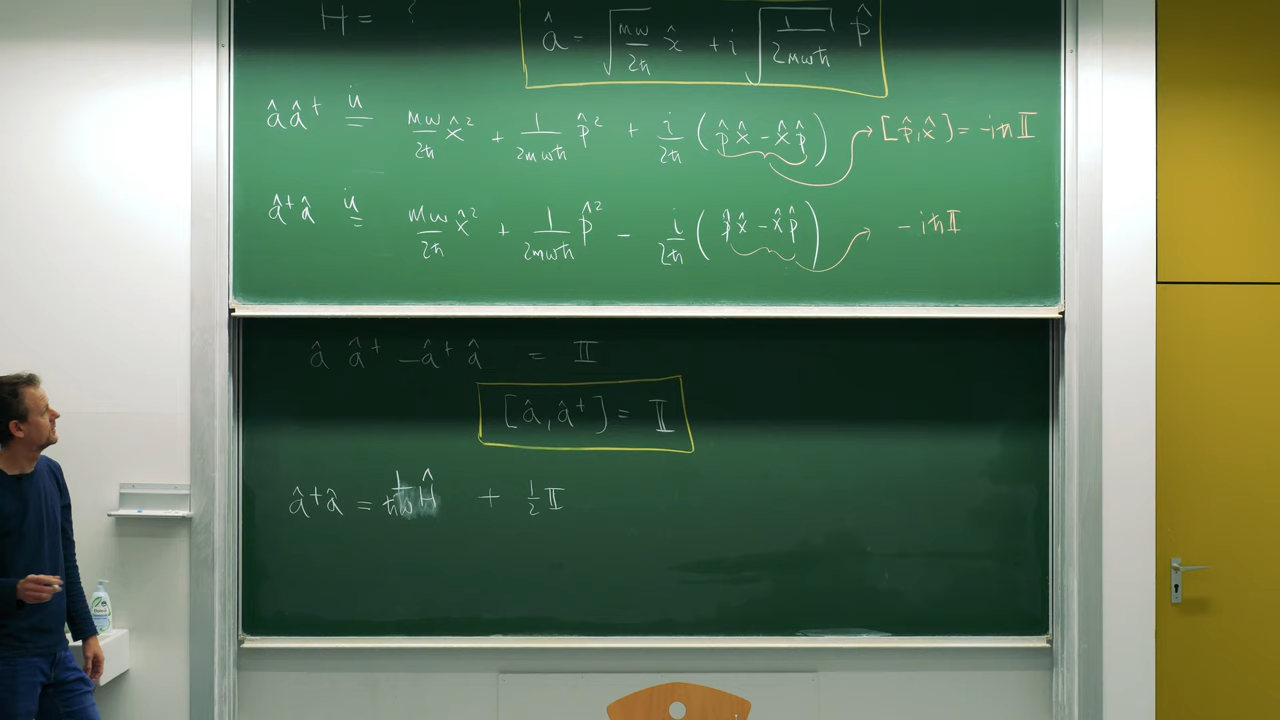 H = ?
â = √(mω/2ħ) x̂ + i √(1/2mωħ) p̂
â â† ü= mω/2ħ x̂² + 1/2mωħ p̂² + i/2ħ (p̂x̂ − x̂p̂) → [p̂,x̂] = −iħ𝕀
â†â ü= mω/2ħ x̂² + 1/2mωħ p̂² − i/2ħ (p̂x̂ − x̂p̂) → −iħ𝕀
â â† − â† â = 𝕀
[â, â†] = 𝕀
â†â = 1/ħω Ĥ + 1/2 𝕀